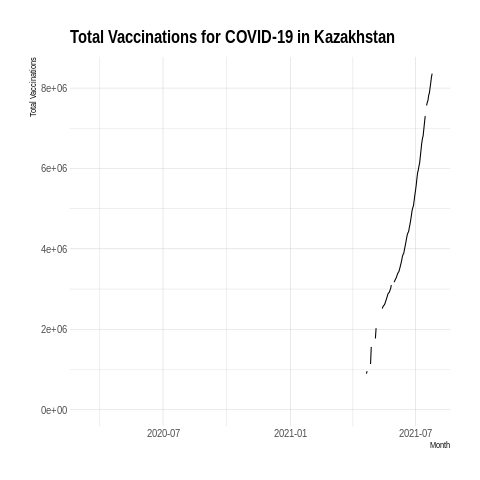 Total Vaccinations for COVID-19 in Kazakhstan
Total Vaccinations
8e+06
6e+06
4e+06
2e+06
0e+00
2020-07
2021-01
2021-07
Month